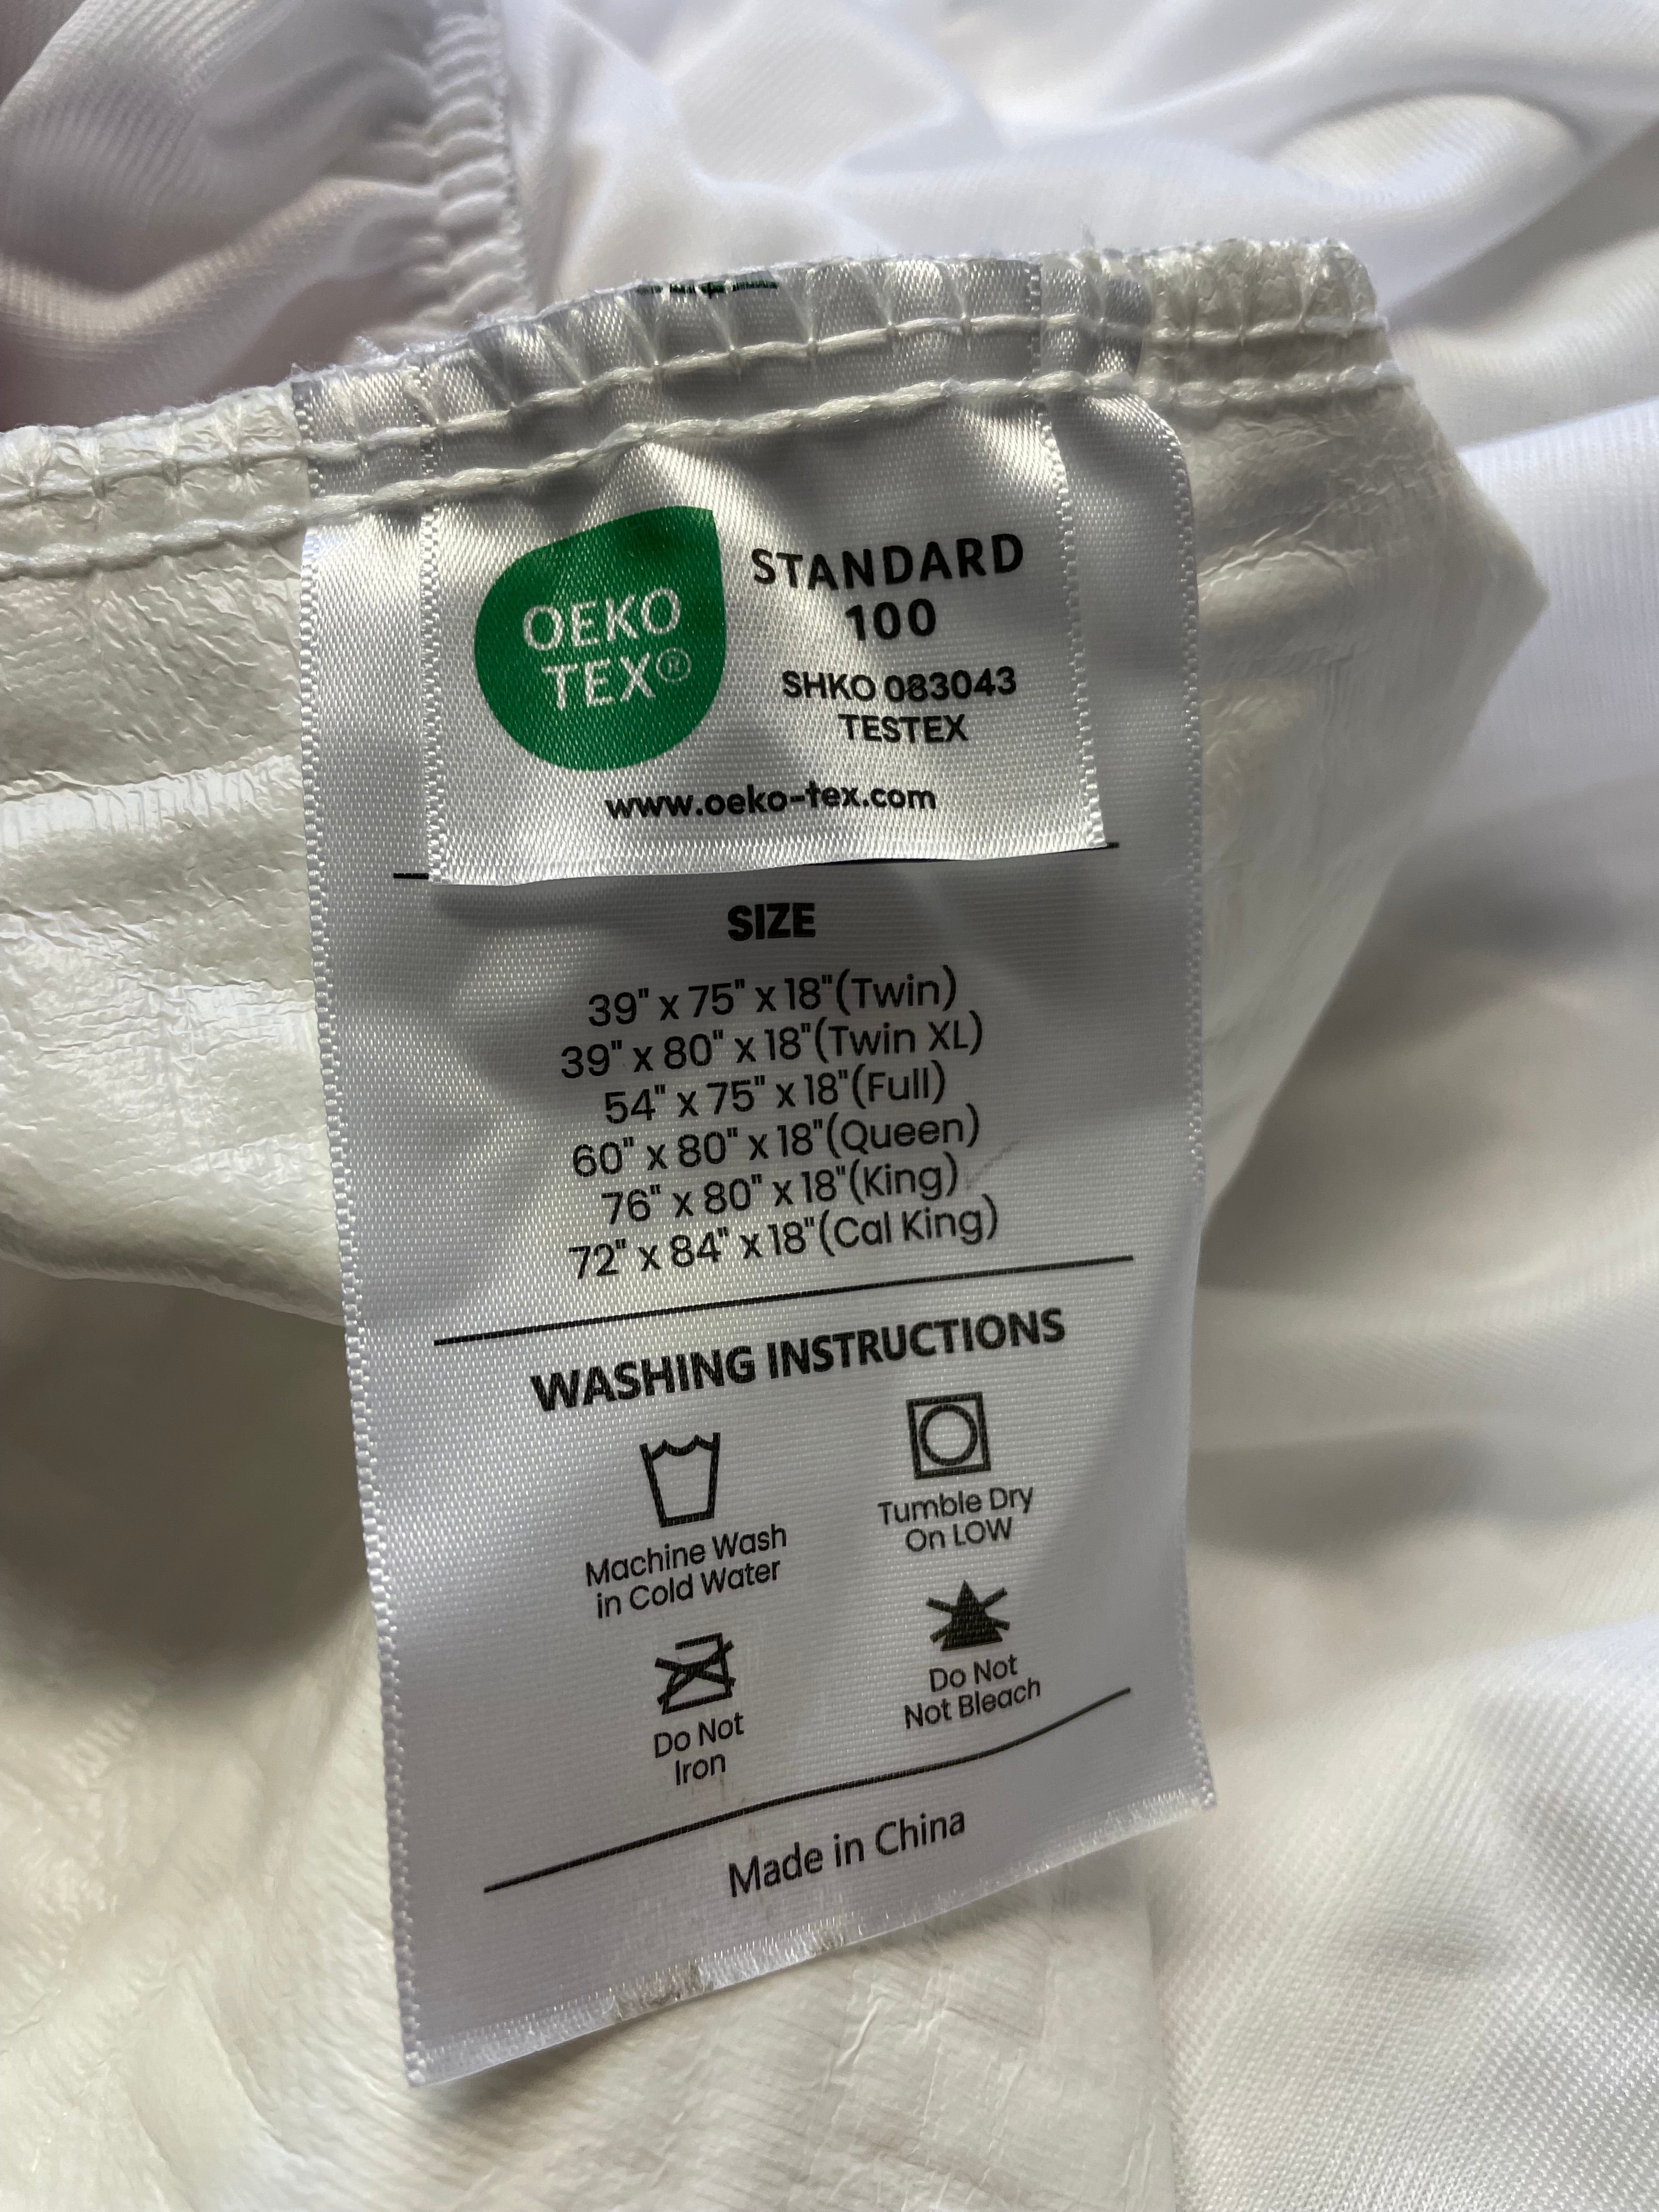 OEKO
TEX®
STANDARD
100
SHKO 083043
TESTEX
www.oeko-tex.com
SIZE
39" x 75" x 18"(Twin)
39" x 80" x 18"(Twin XL)
54" x 75" x 18"(Full)
60" x 80" x 18"(Queen)
76" x 80" x 18"(King)
72" x 84" x 18"(Cal King)
WASHING INSTRUCTIONS
Machine Wash
in Cold Water
Tumble Dry
On LOW
Do Not
Iron
Do Not
Not Bleach
Made in China